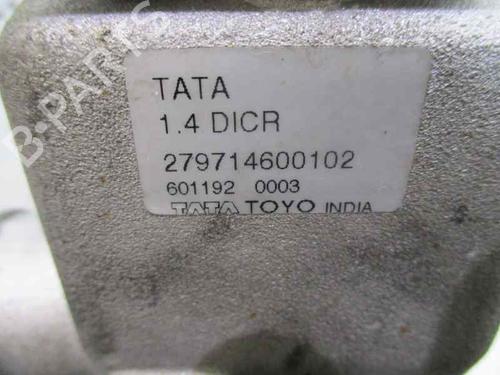 B-PARTS
TATA
1.4 DICR
279714600102
601192 0003
TATA TOYO INDIA